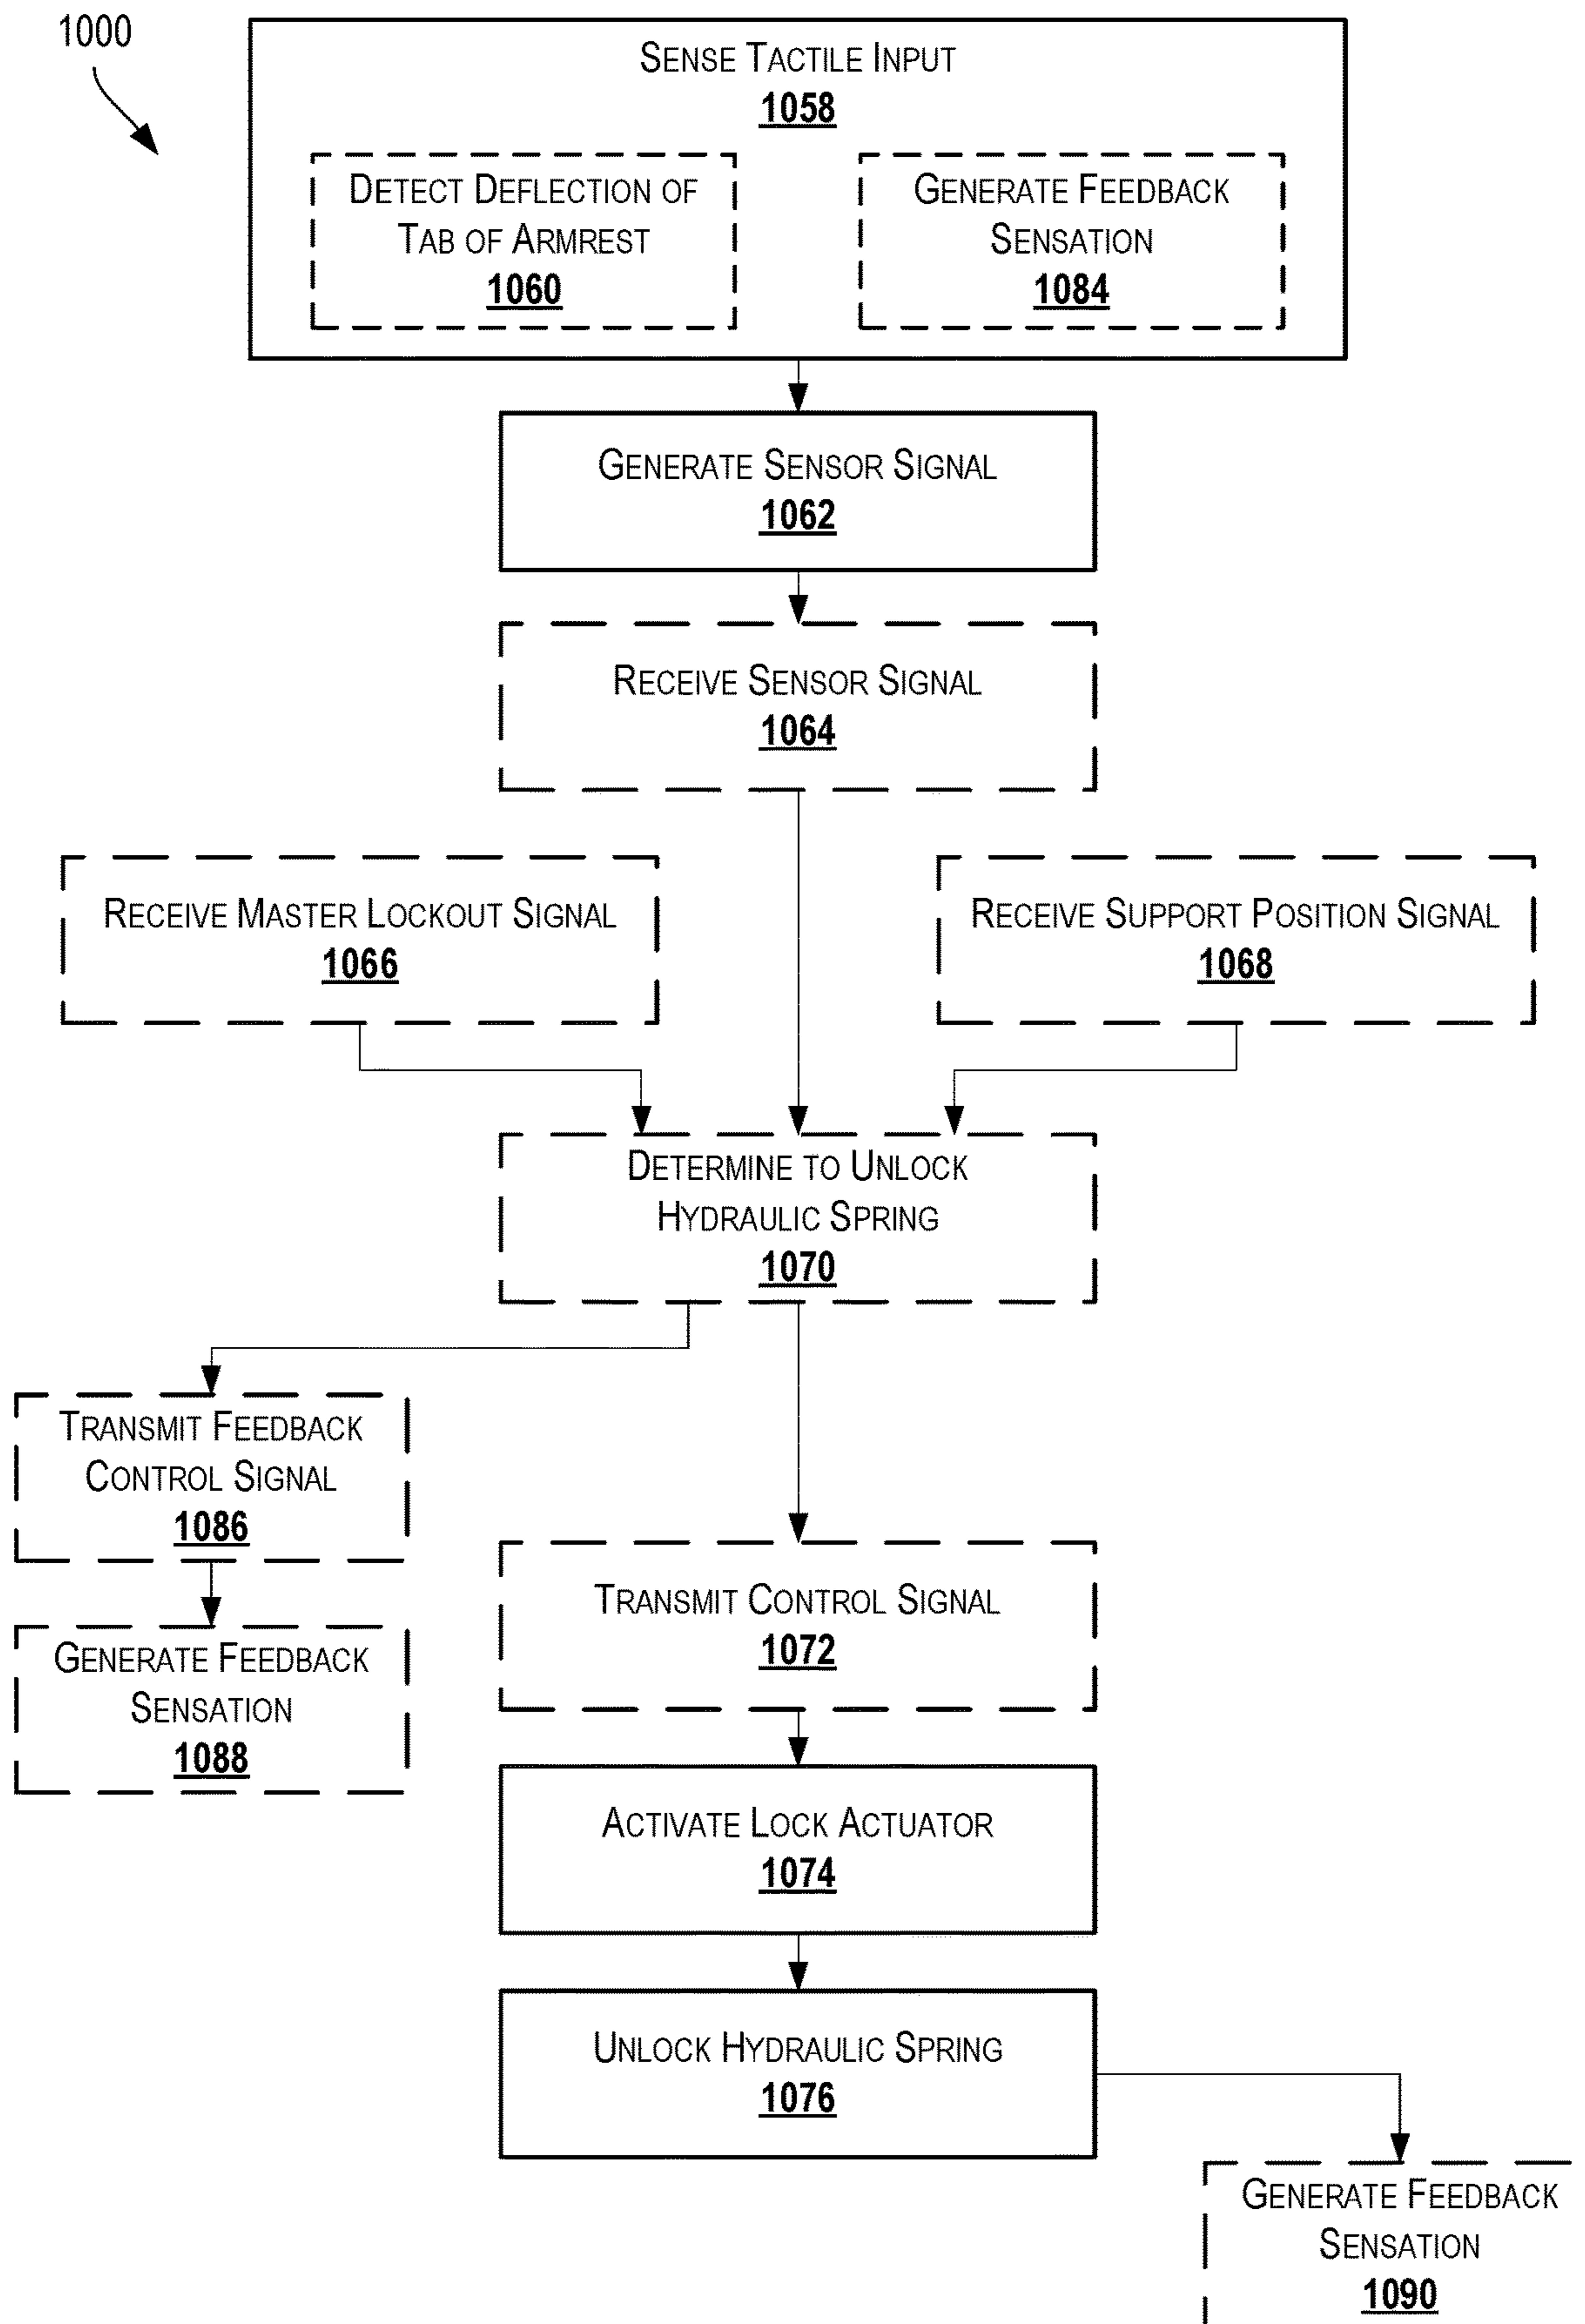 1000
SENSE TACTILE INPUT
1058
DETECT DEFLECTION OF
TAB OF ARMREST
1060
GENERATE FEEDBACK
SENSATION
1084
GENERATE SENSOR SIGNAL
1062
RECEIVE SENSOR SIGNAL
1064
RECEIVE MASTER LOCKOUT SIGNAL
1066
RECEIVE SUPPORT POSITION SIGNAL
1068
DETERMINE TO UNLOCK
HYDRAULIC SPRING
1070
TRANSMIT FEEDBACK
CONTROL SIGNAL
1086
GENERATE FEEDBACK
SENSATION
1088
TRANSMIT CONTROL SIGNAL
1072
ACTIVATE LOCK ACTUATOR
1074
UNLOCK HYDRAULIC SPRING
1076
GENERATE FEEDBACK
SENSATION
1090